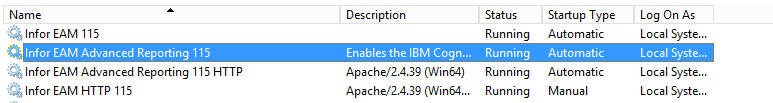 Name Description Status Startup Type Log On As
Infor EAM 115 Running Automatic Local Syste...
Infor EAM Advanced Reporting 115 Enables the IBM Cogn... Running Automatic Local Syste...
Infor EAM Advanced Reporting 115 HTTP Apache/2.4.39 (Win64) Running Automatic Local Syste...
Infor EAM HTTP 115 Apache/2.4.39 (Win64... Running Manual Local Syste...